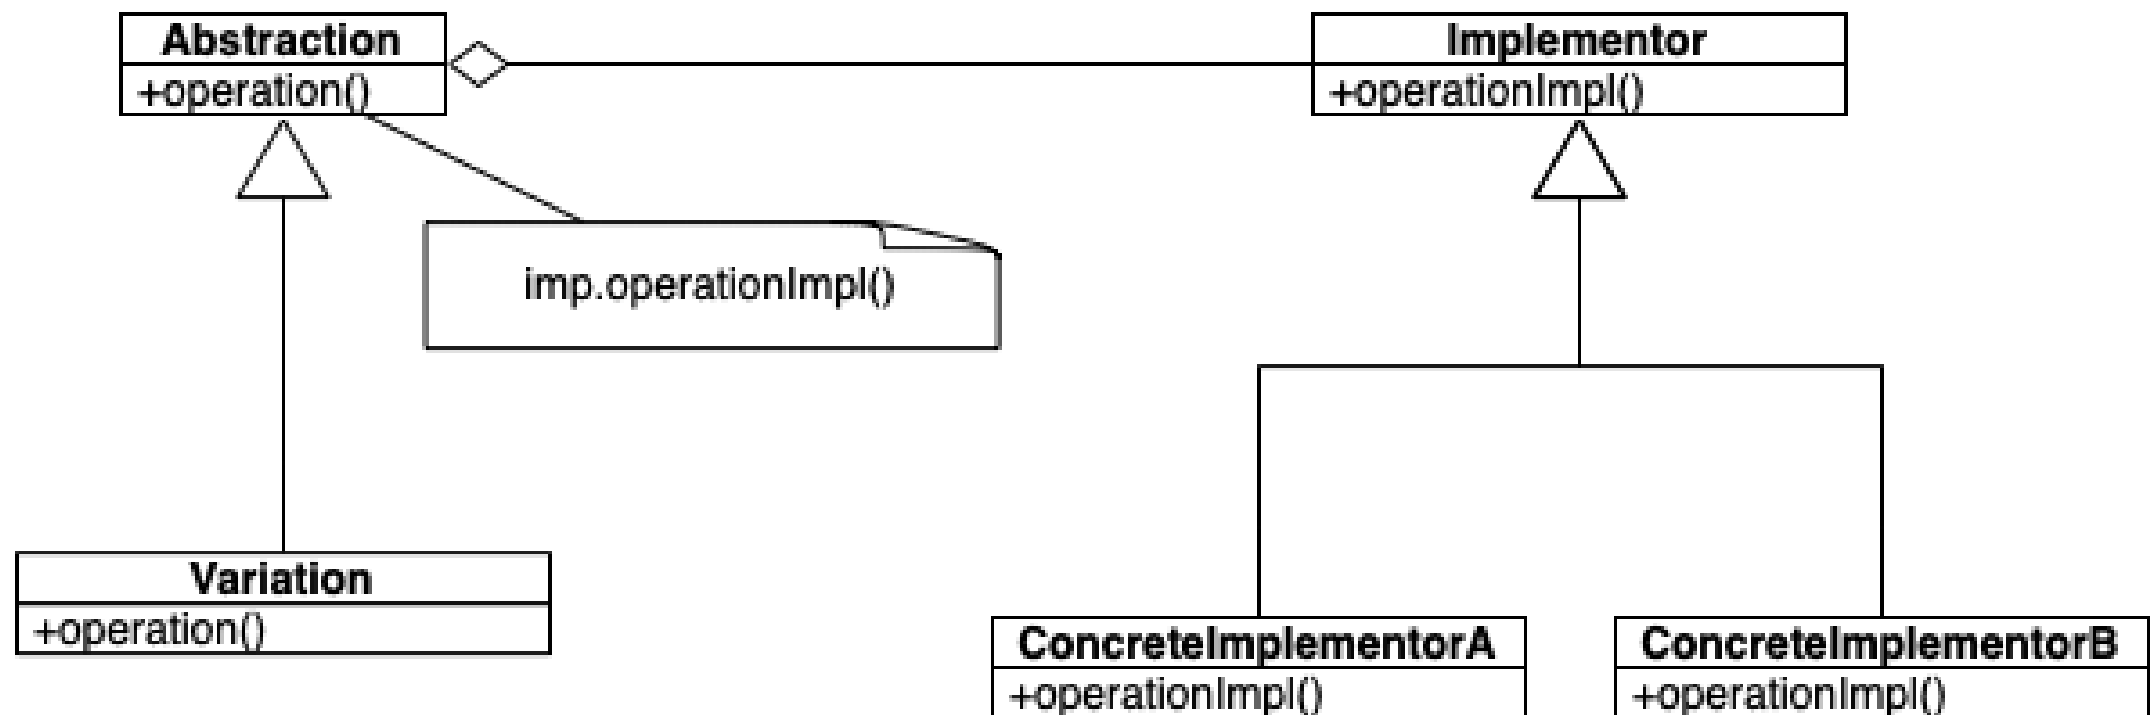 Abstraction
+operation()
Implementor
+operationImpl()
imp.operationImpl()
Variation
+operation()
ConcreteImplementorA
+operationImpl()
ConcreteImplementorB
+operationImpl()